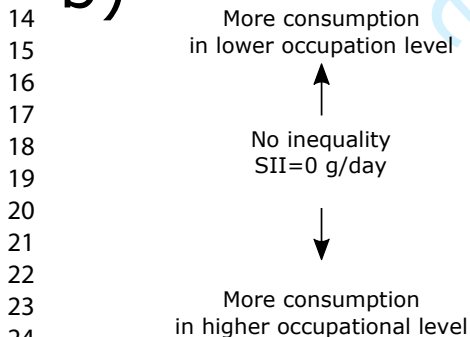 b)
14
More consumption
15
in lower occupation level
16
17
18
No inequality
19
SII=0 g/day
20
21
22
23
More consumption
24
in higher occupational level